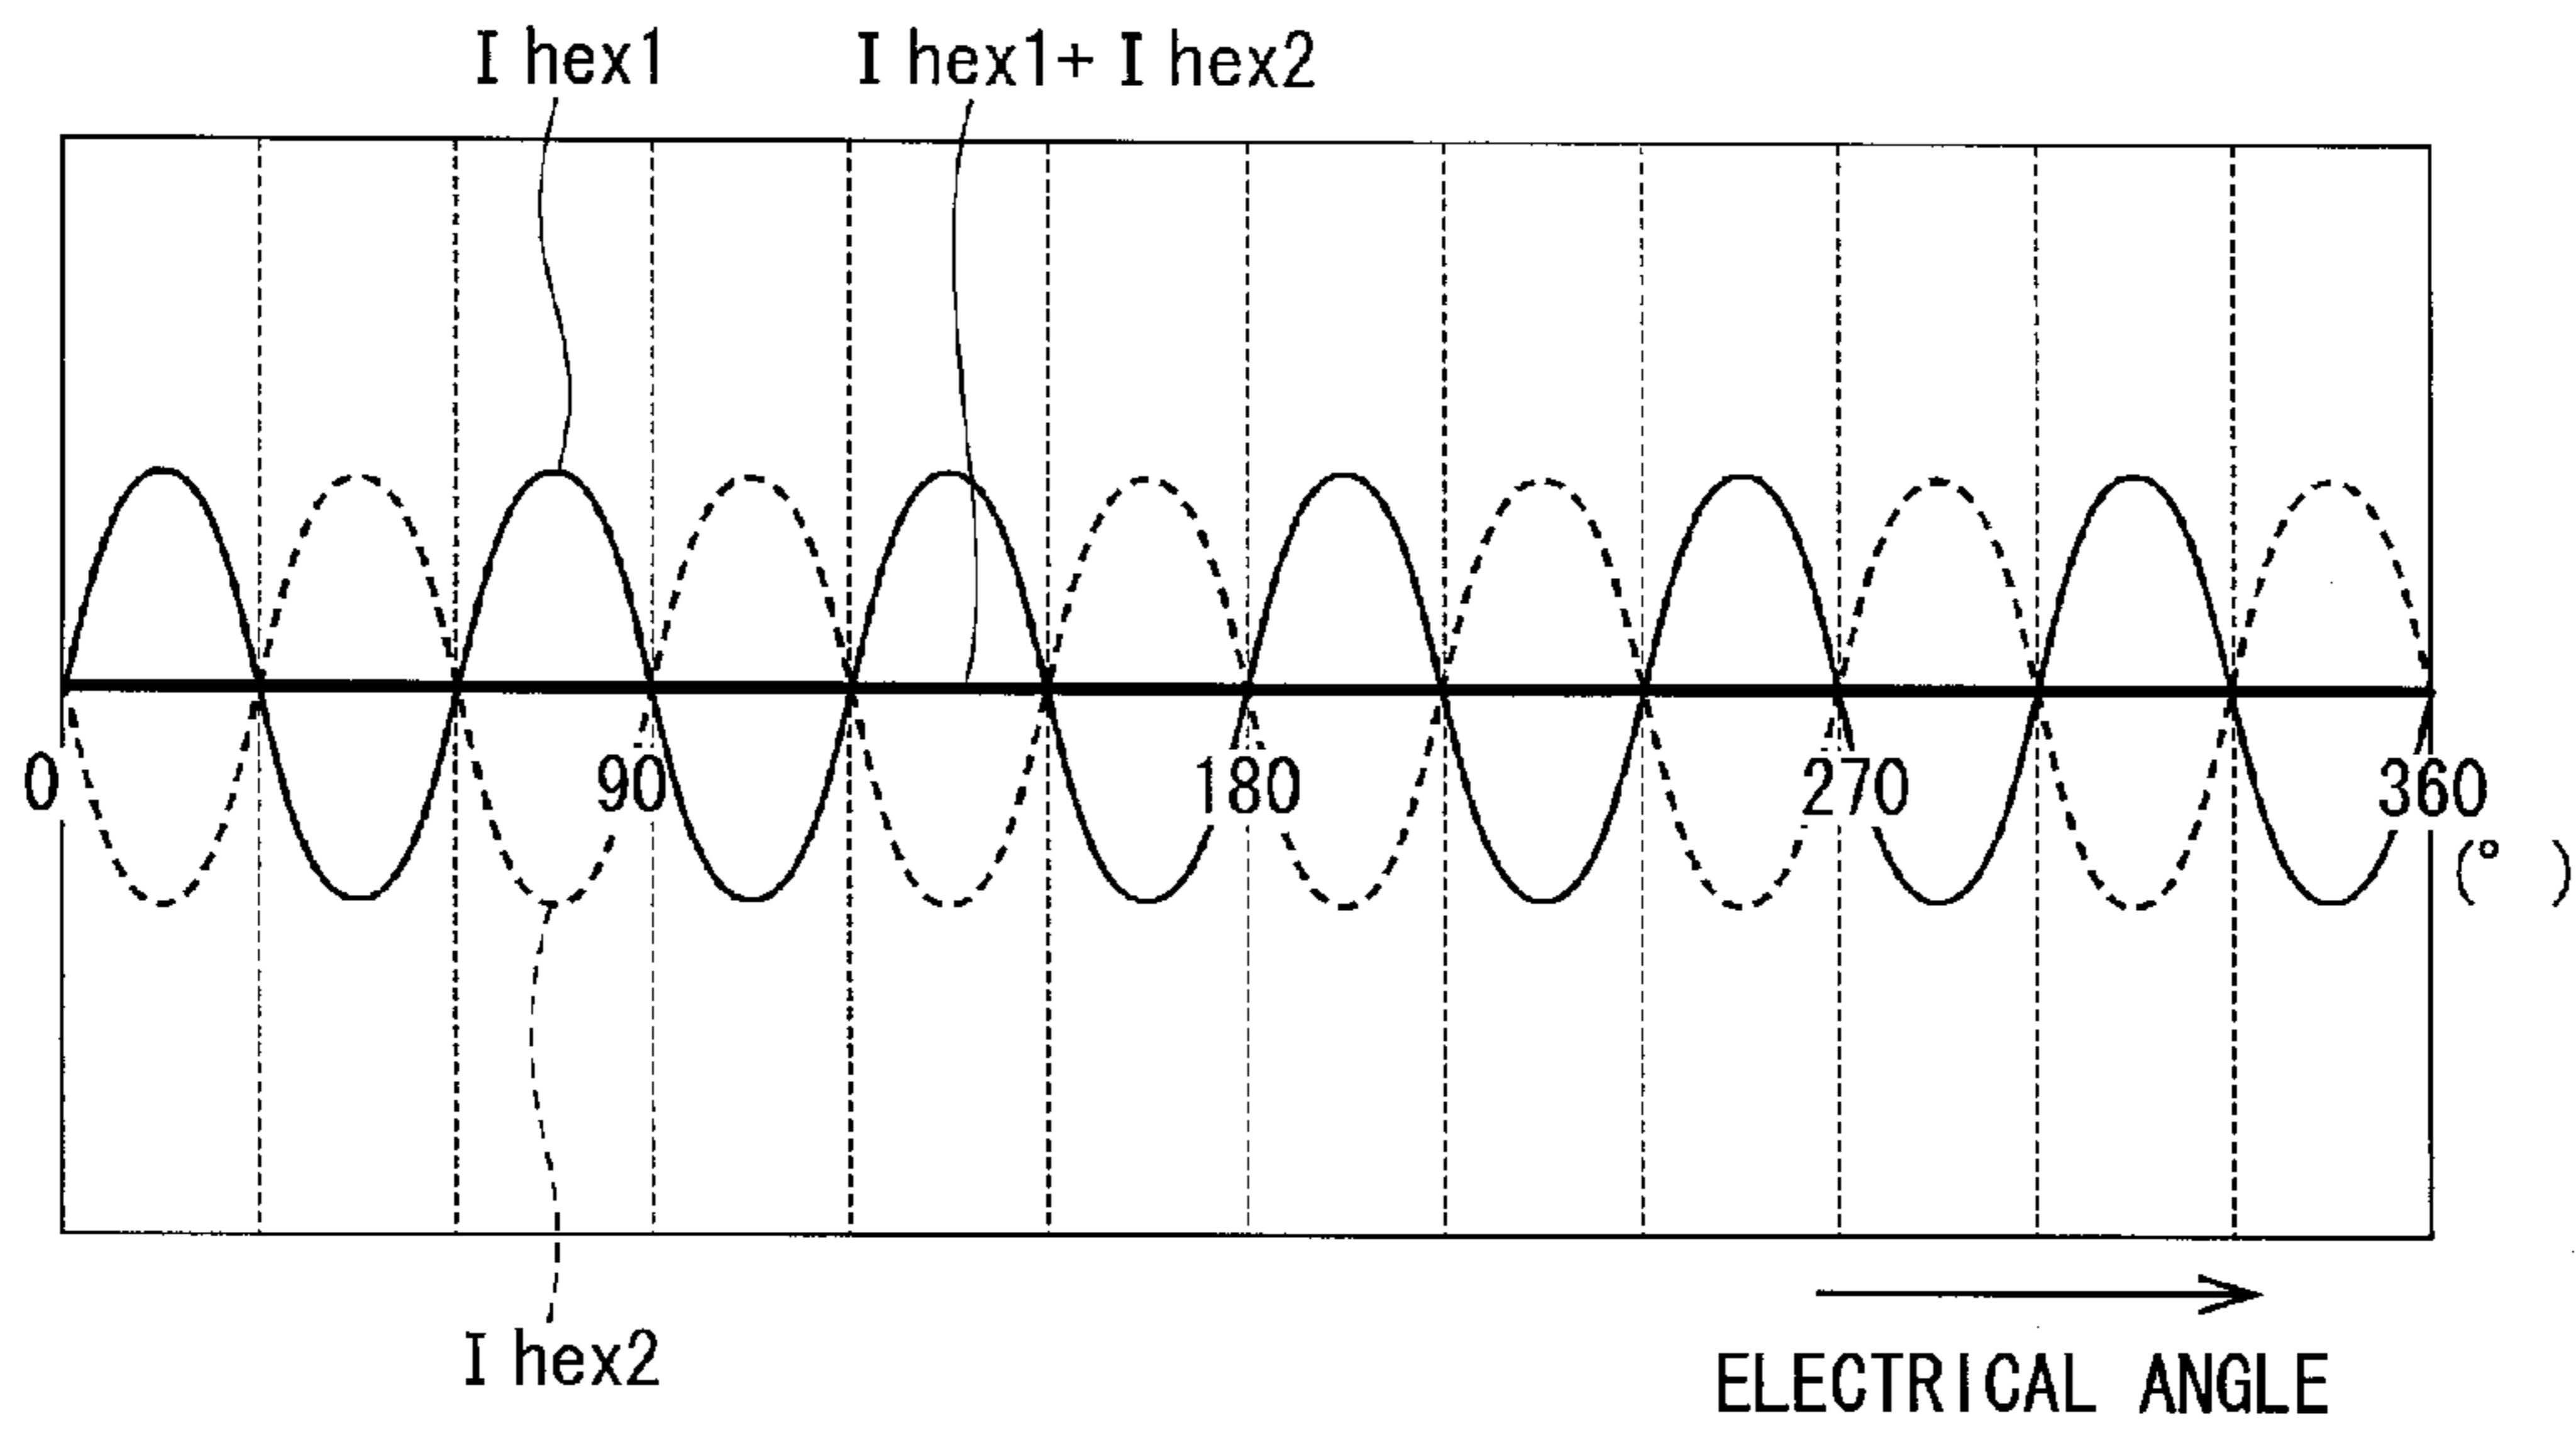 I hex1
I hex1+ I hex2
0
90
180
270
360
(° )
I hex2
ELECTRICAL ANGLE